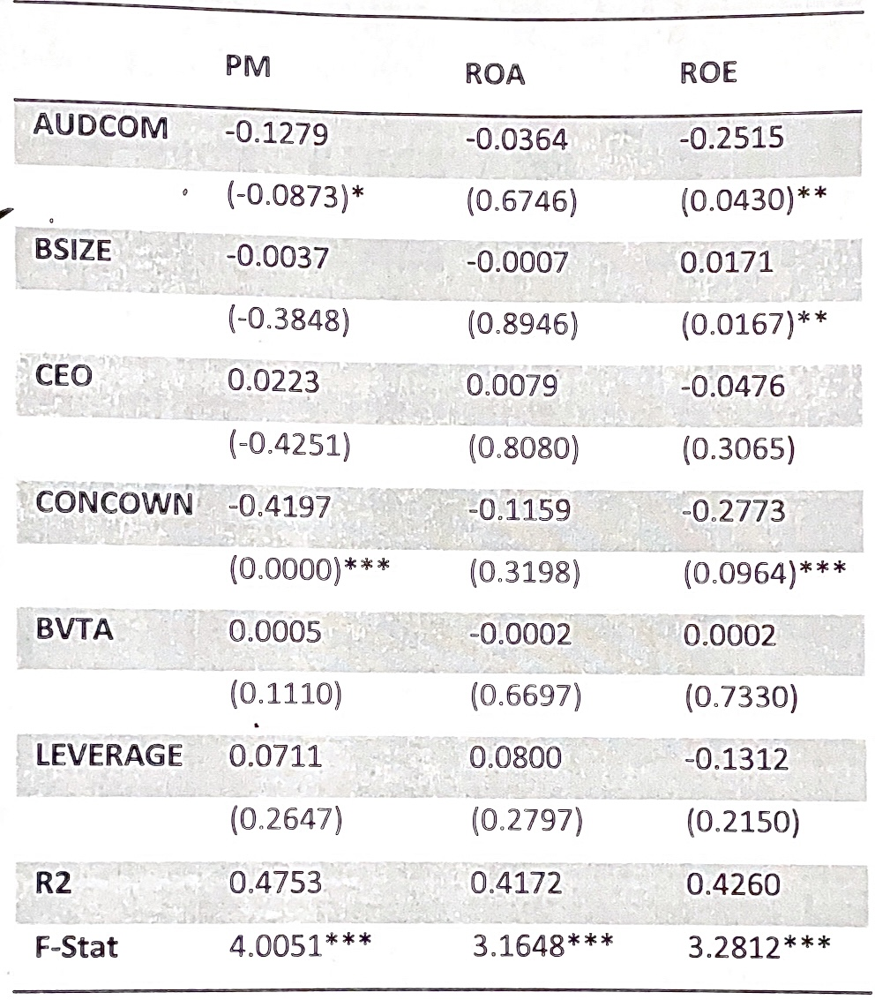 PM ROA ROE
AUDCOM -0.1279 -0.0364 -0.2515
(-0.0873)* (0.6746) (0.0430)**
BSIZE -0.0037 -0.0007 0.0171
(-0.3848) (0.8946) (0.0167)**
CEO 0.0223 0.0079 -0.0476
(-0.4251) (0.8080) (0.3065)
CONCOWN -0.4197 -0.1159 -0.2773
(0.0000)*** (0.3198) (0.0964)***
BVTA 0.0005 -0.0002 0.0002
(0.1110) (0.6697) (0.7330)
LEVERAGE 0.0711 0.0800 -0.1312
(0.2647) (0.2797) (0.2150)
R2 0.4753 0.4172 0.4260
F-Stat 4.0051*** 3.1648*** 3.2812***